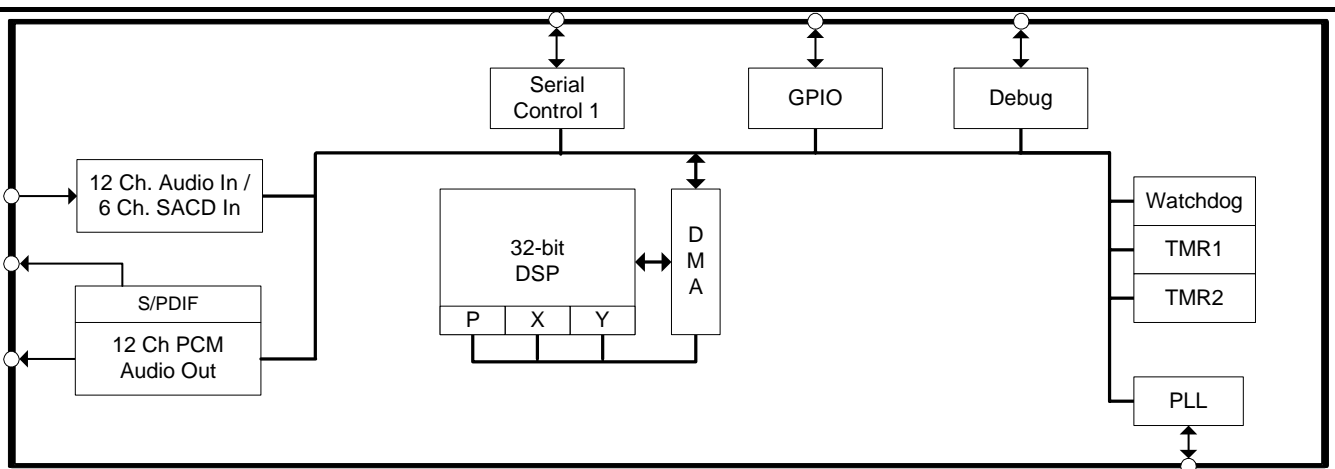 Serial
Control 1
GPIO
Debug
12 Ch. Audio In /
6 Ch. SACD In
S/PDIF
12 Ch PCM
Audio Out
32-bit
DSP
P X Y
D
M
A
Watchdog
TMR1
TMR2
PLL